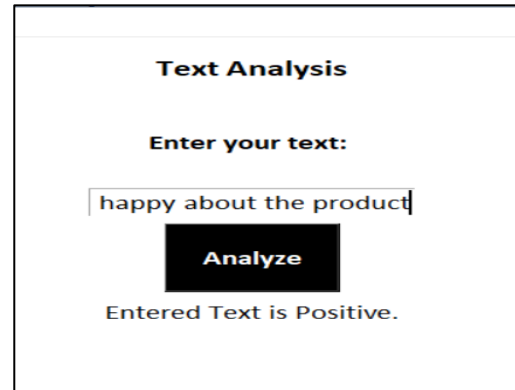 Text Analysis
Enter your text:
happy about the product
Analyze
Entered Text is Positive.